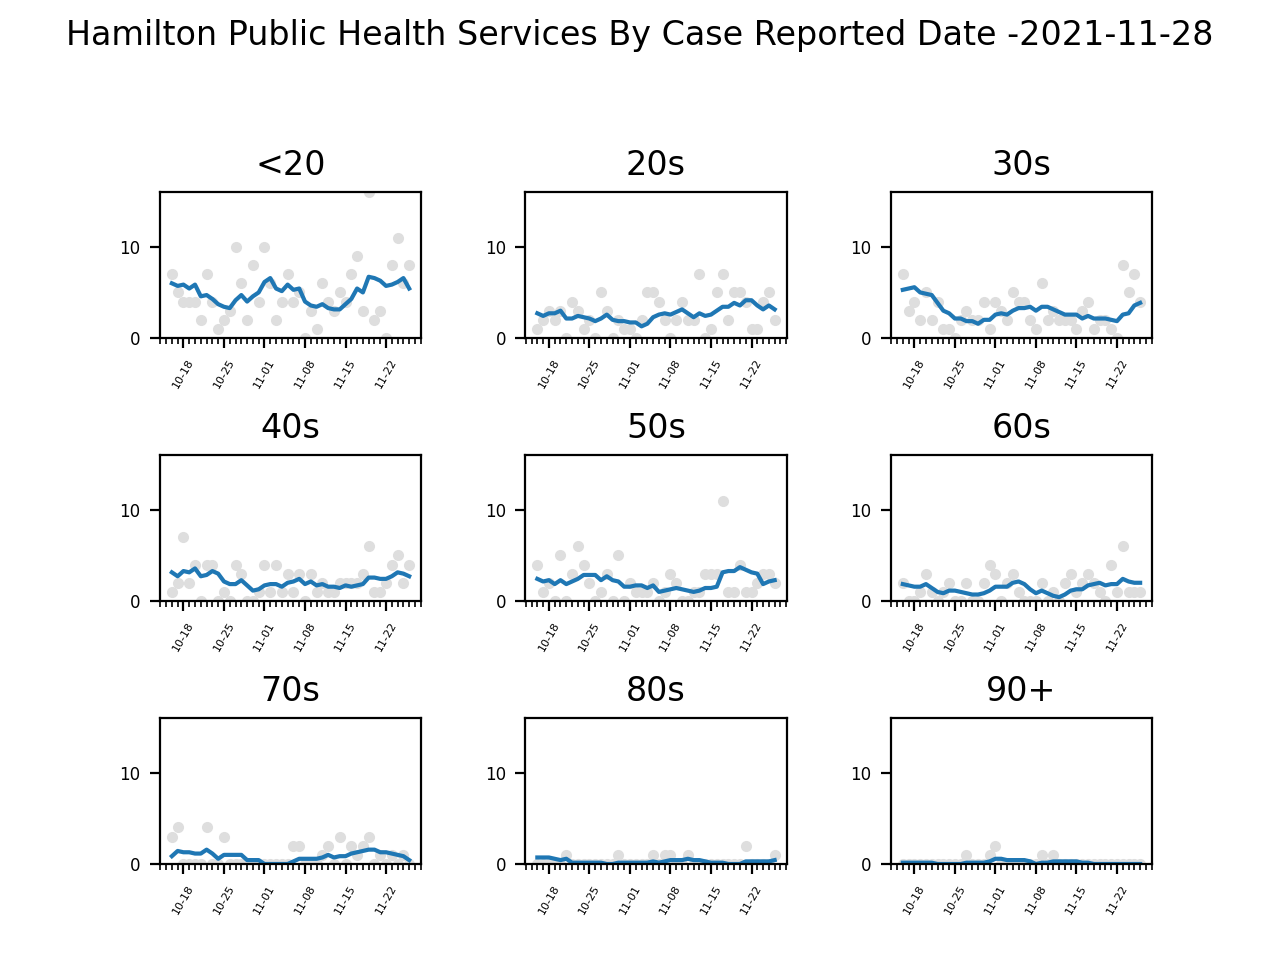 Hamilton Public Health Services By Case Reported Date -2021-11-28
<20 20s 30s
10 10 10
0 0 0
10-18 10-25 11-01 11-08 11-15 11-22 10-18 10-25 11-01 11-08 11-15 11-22 10-18 10-25 11-01 11-08 11-15 11-22
40s 50s 60s
10 10 10
0 0 0
10-18 10-25 11-01 11-08 11-15 11-22 10-18 10-25 11-01 11-08 11-15 11-22 10-18 10-25 11-01 11-08 11-15 11-22
70s 80s 90+
10 10 10
0 0 0
10-18 10-25 11-01 11-08 11-15 11-22 10-18 10-25 11-01 11-08 11-15 11-22 10-18 10-25 11-01 11-08 11-15 11-22